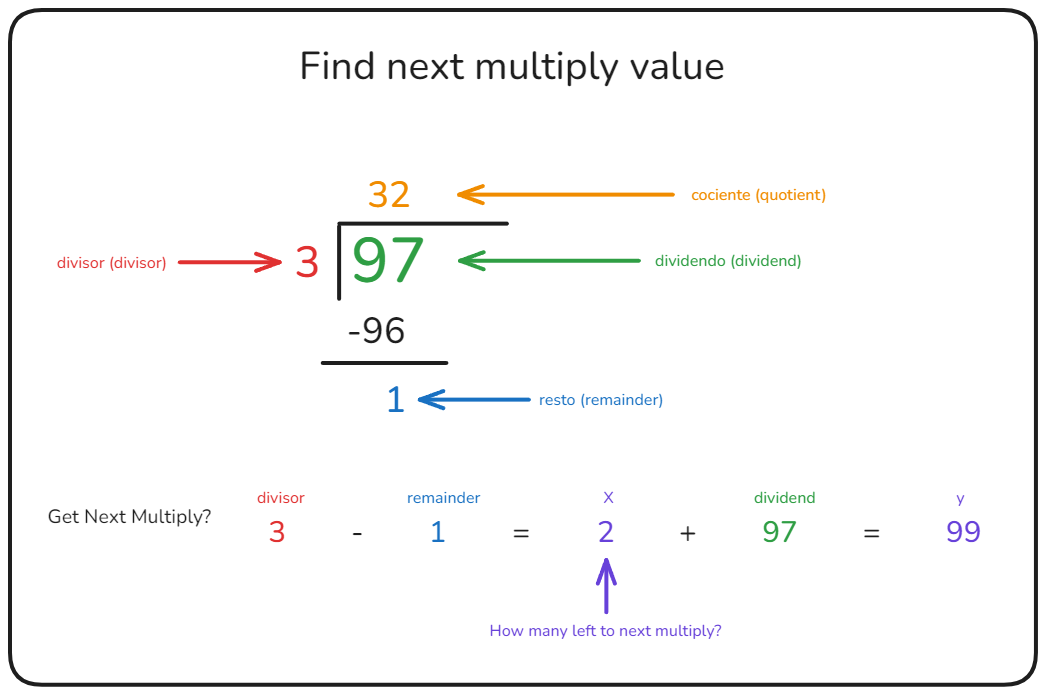 Find next multiply value
32
cociente (quotient)
divisor (divisor)
3
97
dividendo (dividend)
-96
1
resto (remainder)
divisor
remainder
X
dividend
y
Get Next Multiply?
3 - 1 = 2 + 97 = 99
How many left to next multiply?